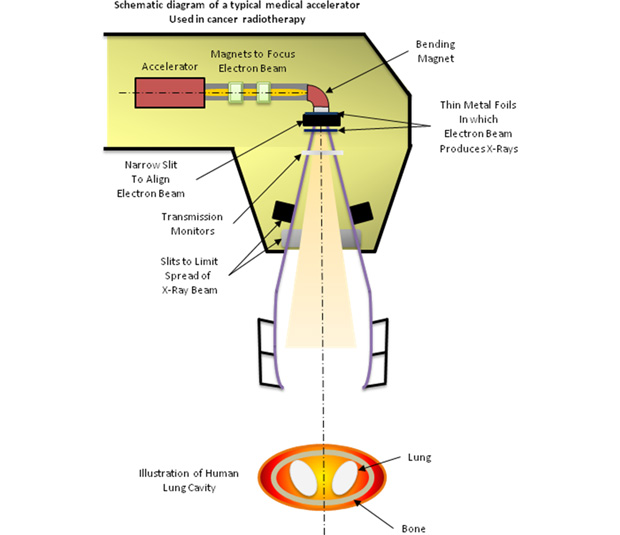 Schematic diagram of a typical medical accelerator
Used in cancer radiotherapy
Bending
Magnet
Magnets to Focus
Electron Beam
Accelerator
Thin Metal Foils
In which
Electron Beam
Produces X-Rays
Narrow Slit
To Align
Electron Beam
Transmission
Monitors
Slits to Limit
Spread of
X-Ray Beam
Lung
Illustration of Human
Lung Cavity
Bone